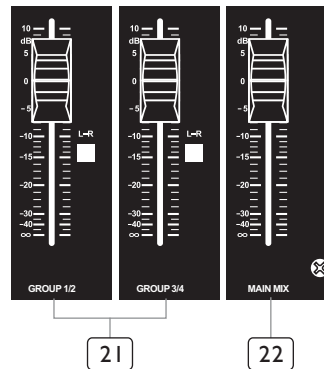 10 10 10
dB dB dB
5 5 5
0 0 0
-5 -5 -5
L-R L-R
-10 -10 -10
-15 -15 -15
-20 -20 -20
-30 -30 -30
-40 -40 -40
∞ ∞ ∞
GROUP 1/2 GROUP 3/4 MAIN MIX
21 22